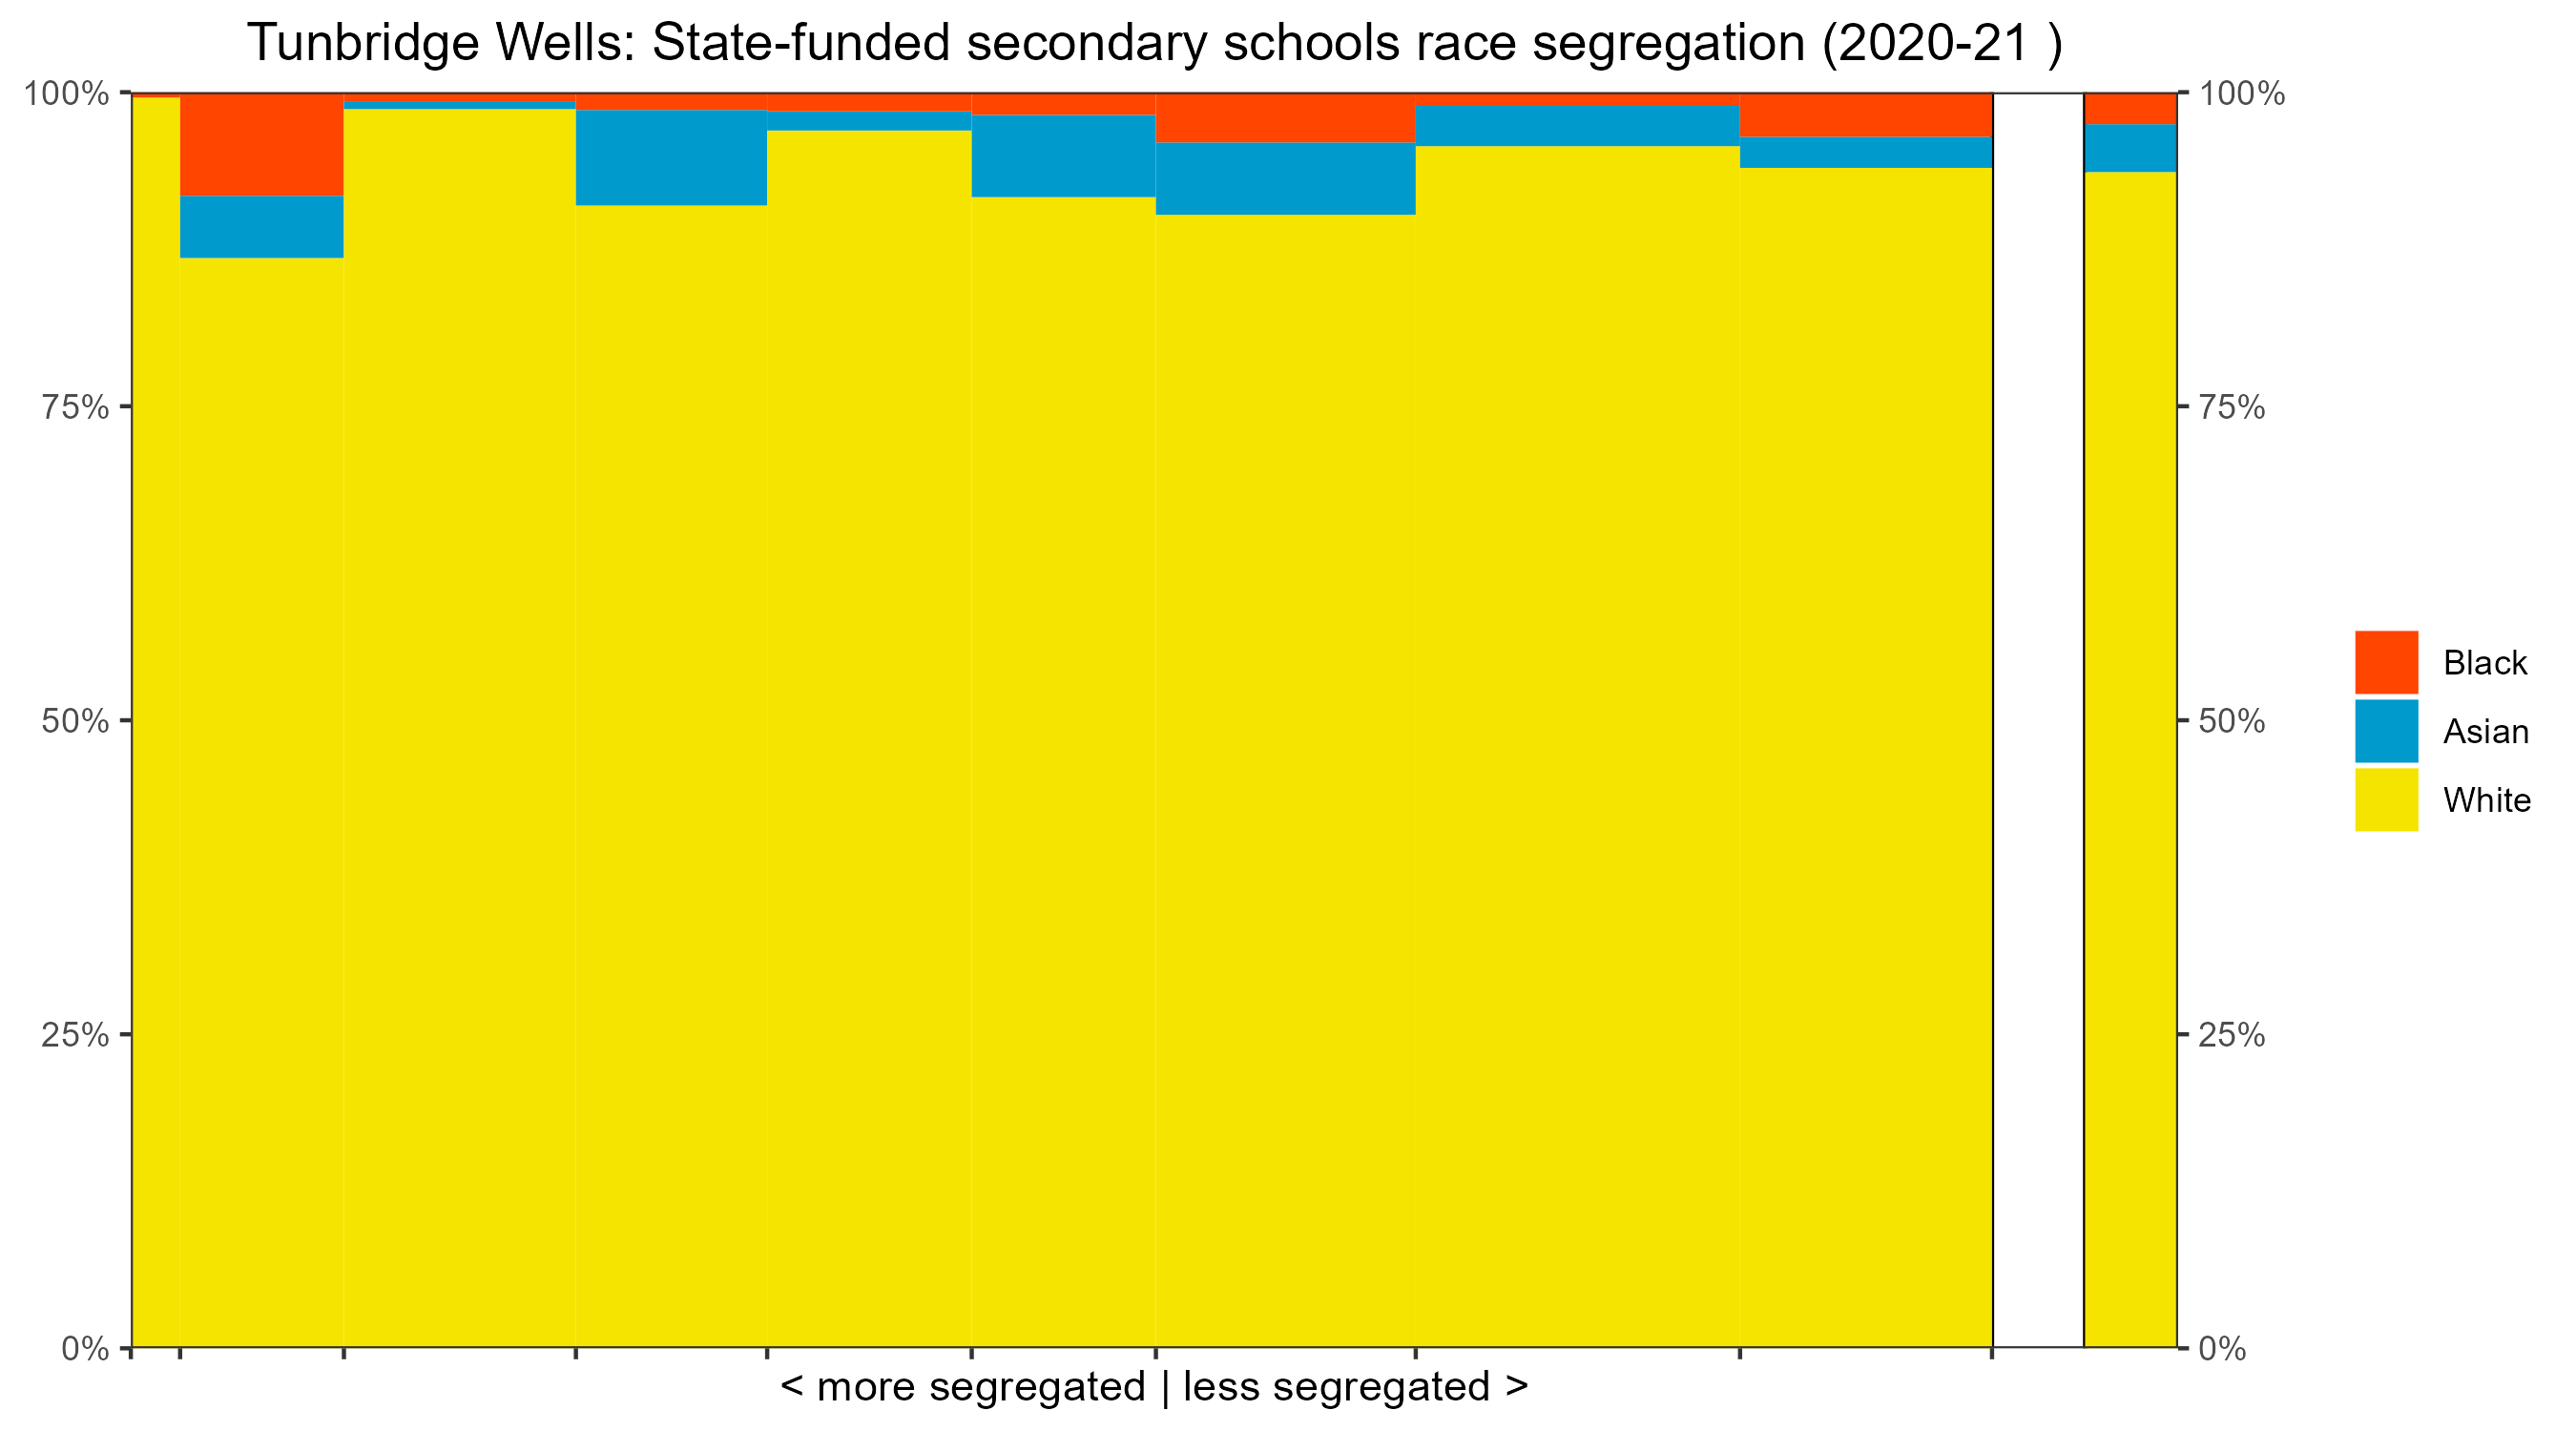 Tunbridge Wells: State-funded secondary schools race segregation (2020-21 )
100%
75%
50%
25%
0%
100%
75%
50%
25%
0%
Black
Asian
White
< more segregated | less segregated >